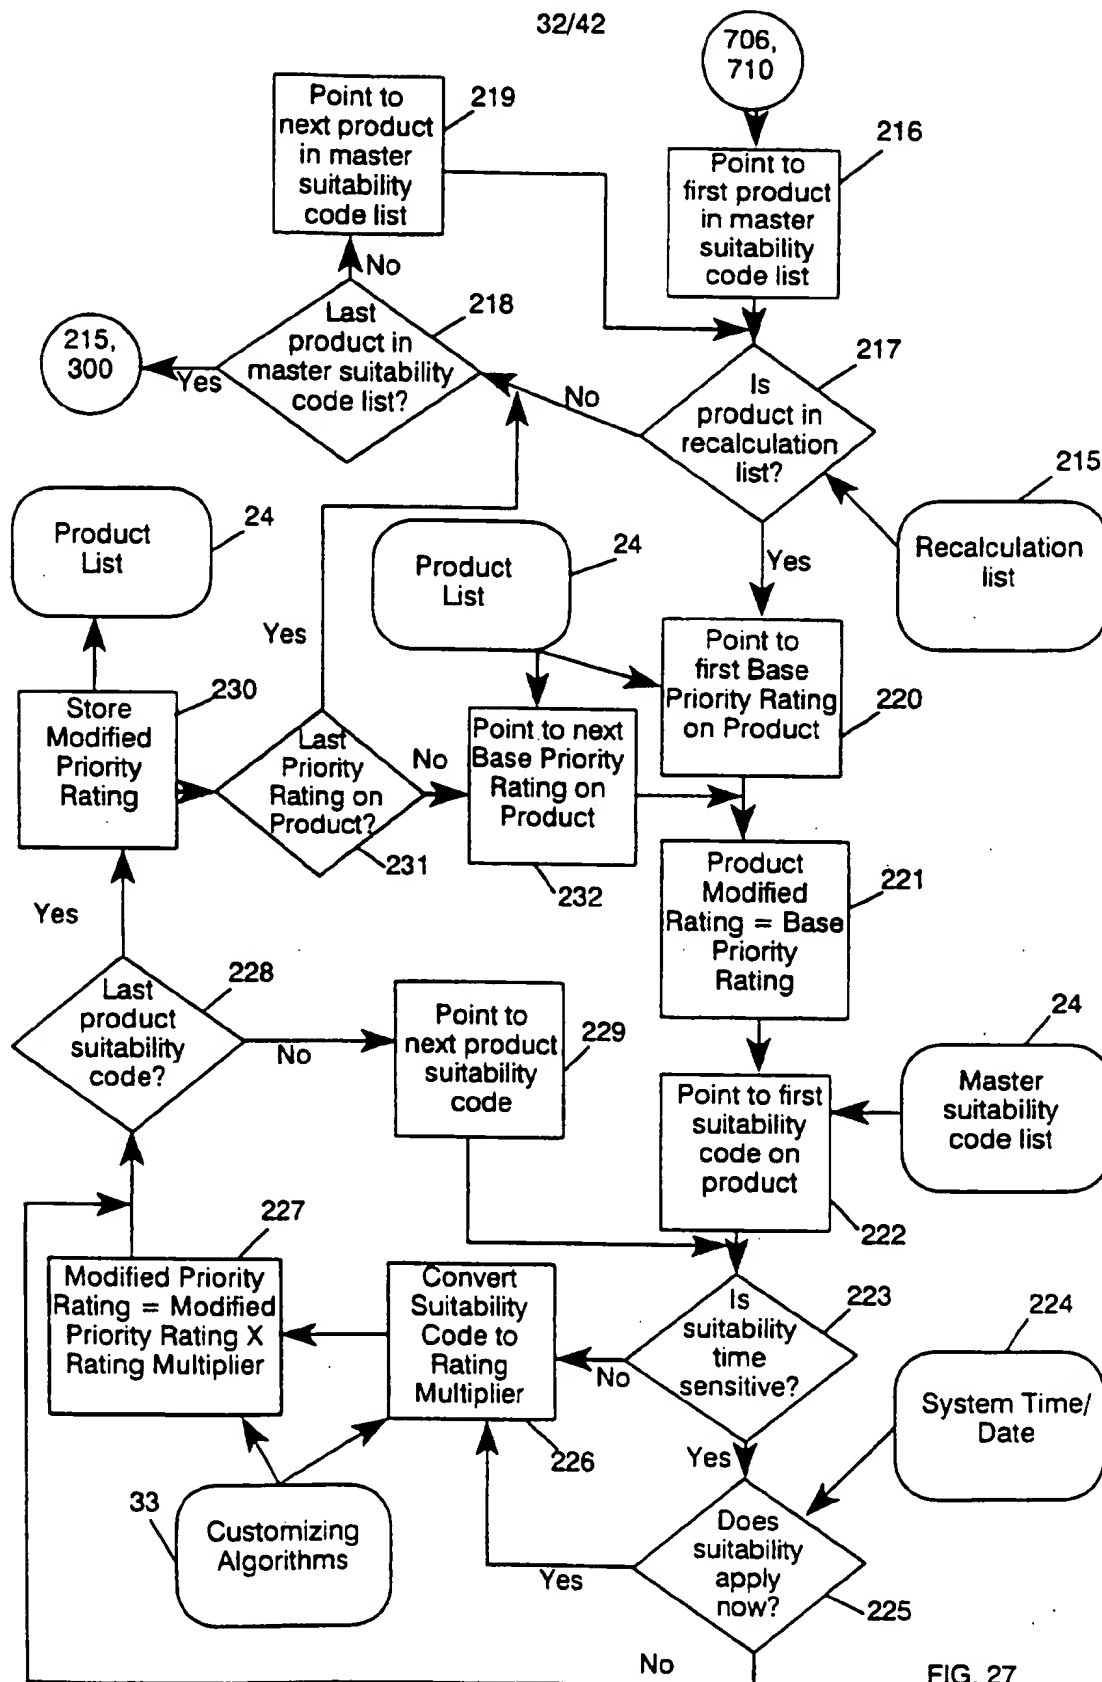 32/42
706,
710
Point to
next product
in master
suitability
code list
219
Point to
first product
in master
suitability
code list
216
No
Last
product in
master suitability
code list?
218
215,
300
Yes
Is
product in
recalculation
list?
217
No
215
Recalculation
list
Yes
Product
List
24
Product
List
24
Yes
Point to
first Base
Priority Rating
on Product
220
Store
Modified
Priority
Rating
230
Last
Priority
Rating on
Product?
231
No
Point to next
Base Priority
Rating on
Product
232
Product
Modified
Rating = Base
Priority
Rating
221
Yes
Last
product
suitability
code?
228
No
Point to
next product
suitability
code
229
Point to first
suitability
code on
product
222
24
Master
suitability
code list
227
Modified Priority
Rating = Modified
Priority Rating X
Rating Multiplier
Convert
Suitability
Code to
Rating
Multiplier
226
Is
suitability
time
sensitive?
223
No
224
System Time/
Date
Yes
33
Customizing
Algorithms
Does
suitability
apply
now?
225
Yes
No
FIG. 27